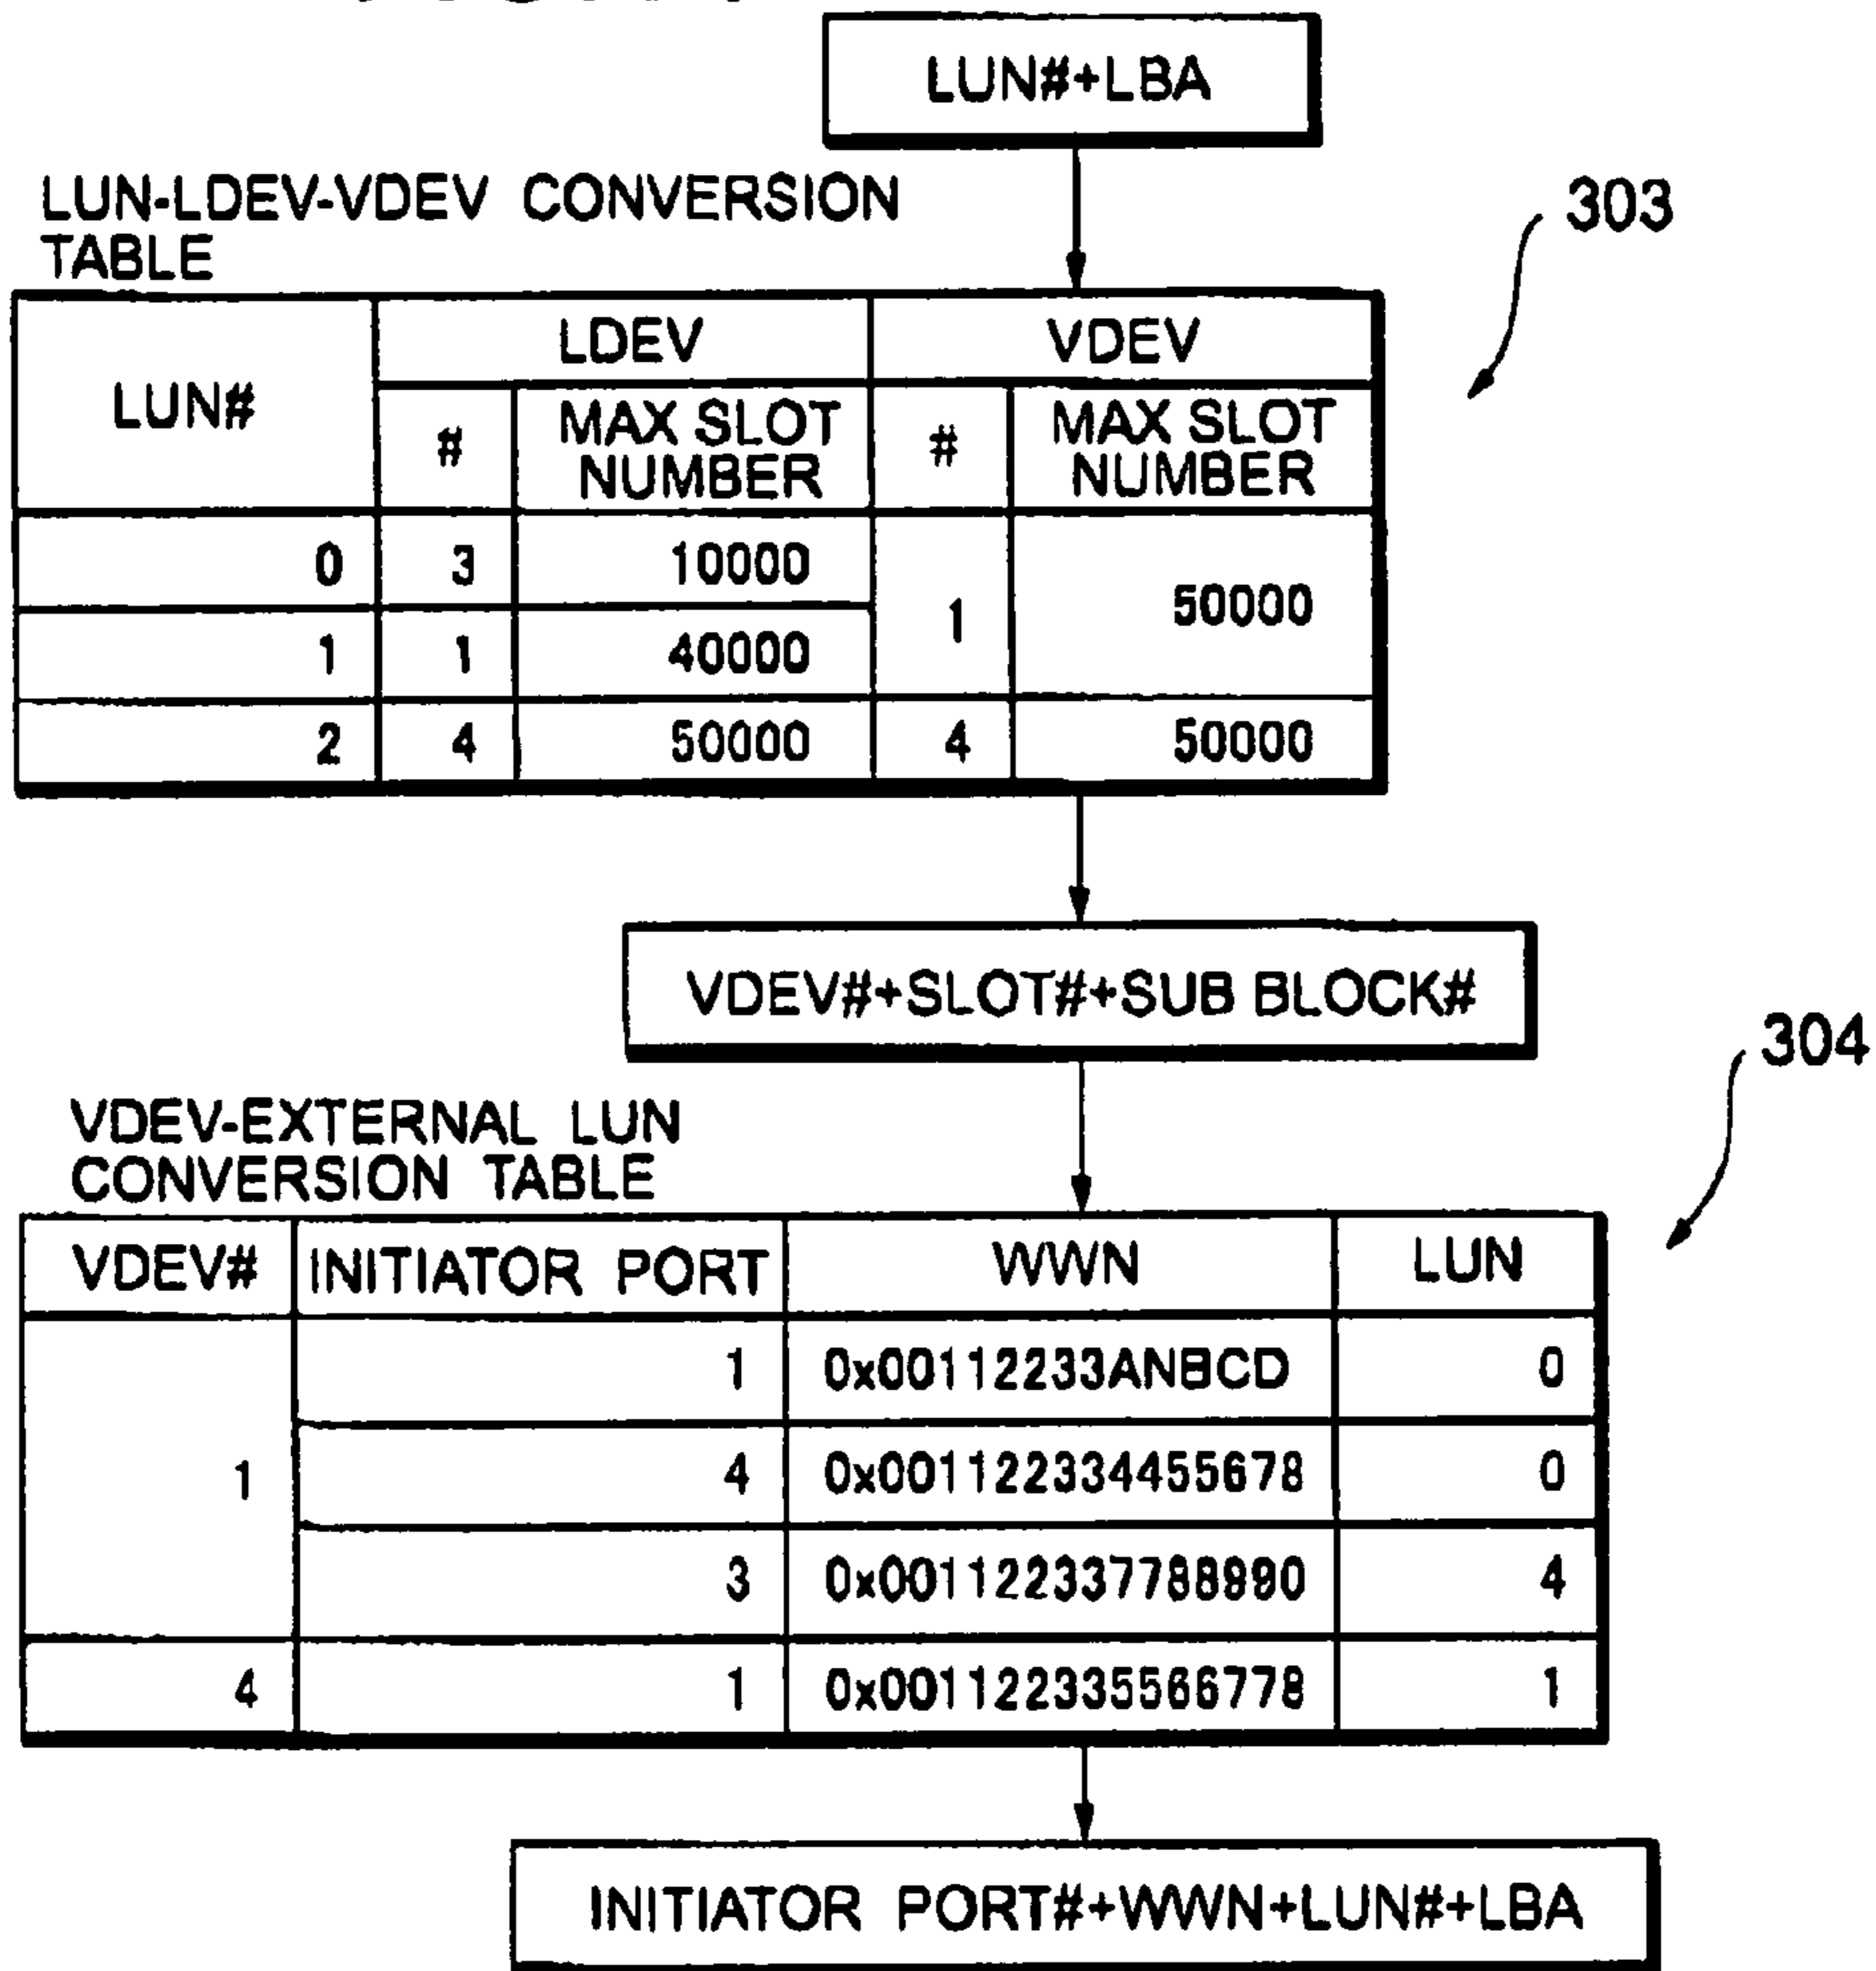 LUN#+LBA
LUN-LDEV-VDEV CONVERSION
TABLE
303
LUN# LDEV VDEV
# MAX SLOT NUMBER # MAX SLOT NUMBER
0 3 10000 1 50000
1 1 40000
2 4 50000 4 50000
VDEV#+SLOT#+SUB BLOCK#
304
VDEV-EXTERNAL LUN
CONVERSION TABLE
VDEV# INITIATOR PORT WWN LUN
1 1 0x00112233ANBCD 0
4 0x001122334455678 0
3 0x001122337788990 4
4 1 0x001122335566778 1
INITIATOR PORT#+WWN+LUN#+LBA